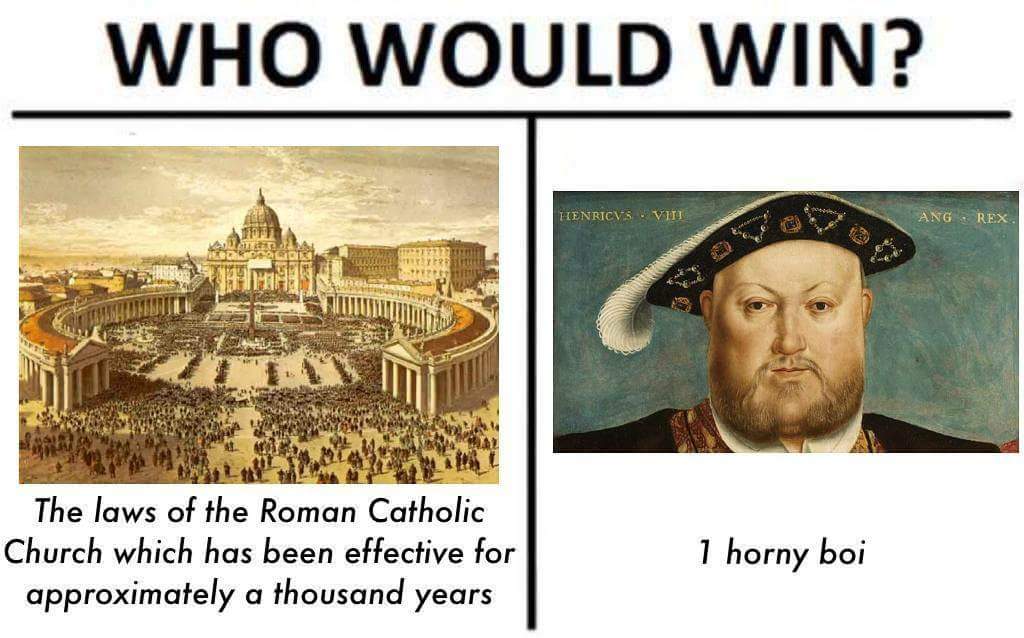 WHO WOULD WIN?
The laws of the Roman Catholic
Church which has been effective for
approximately a thousand years
HENRICVS · VIII
ANG · REX.
1 horny boi